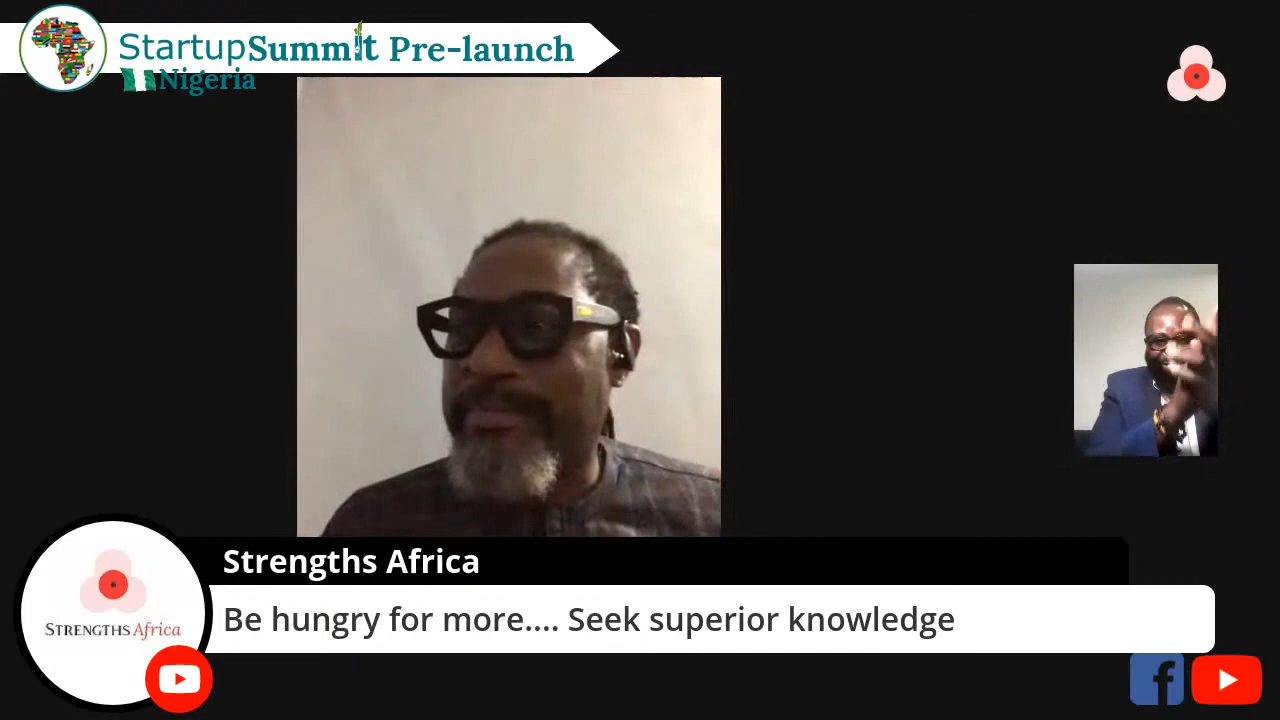 StartupSummit Pre-launch
Nigeria
Strengths Africa
Be hungry for more.... Seek superior knowledge
STRENGTHS Africa